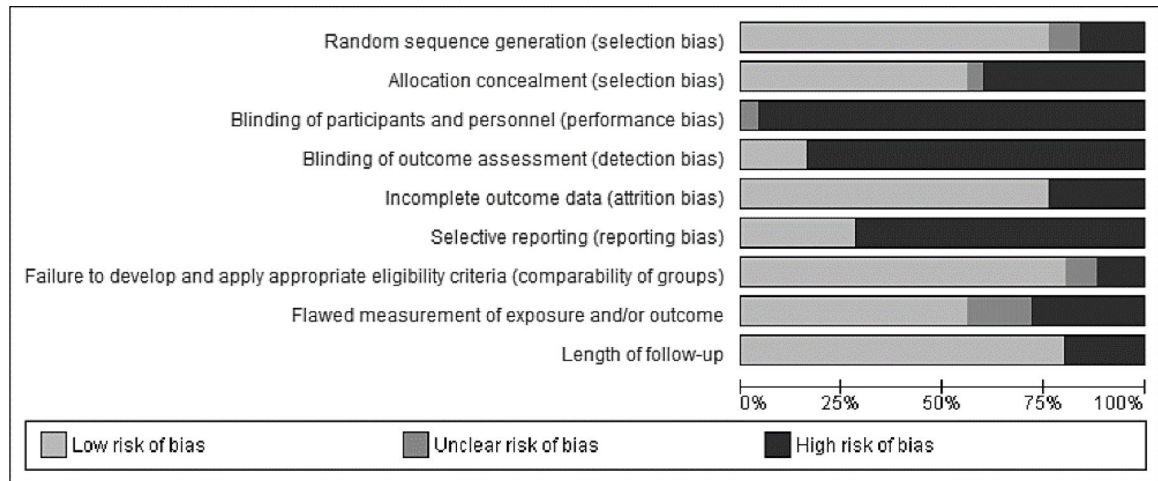 Random sequence generation (selection bias)
Allocation concealment (selection bias)
Blinding of participants and personnel (performance bias)
Blinding of outcome assessment (detection bias)
Incomplete outcome data (attrition bias)
Selective reporting (reporting bias)
Failure to develop and apply appropriate eligibility criteria (comparability of groups)
Flawed measurement of exposure and/or outcome
Length of follow-up
0% 25% 50% 75% 100%
Low risk of bias Unclear risk of bias High risk of bias